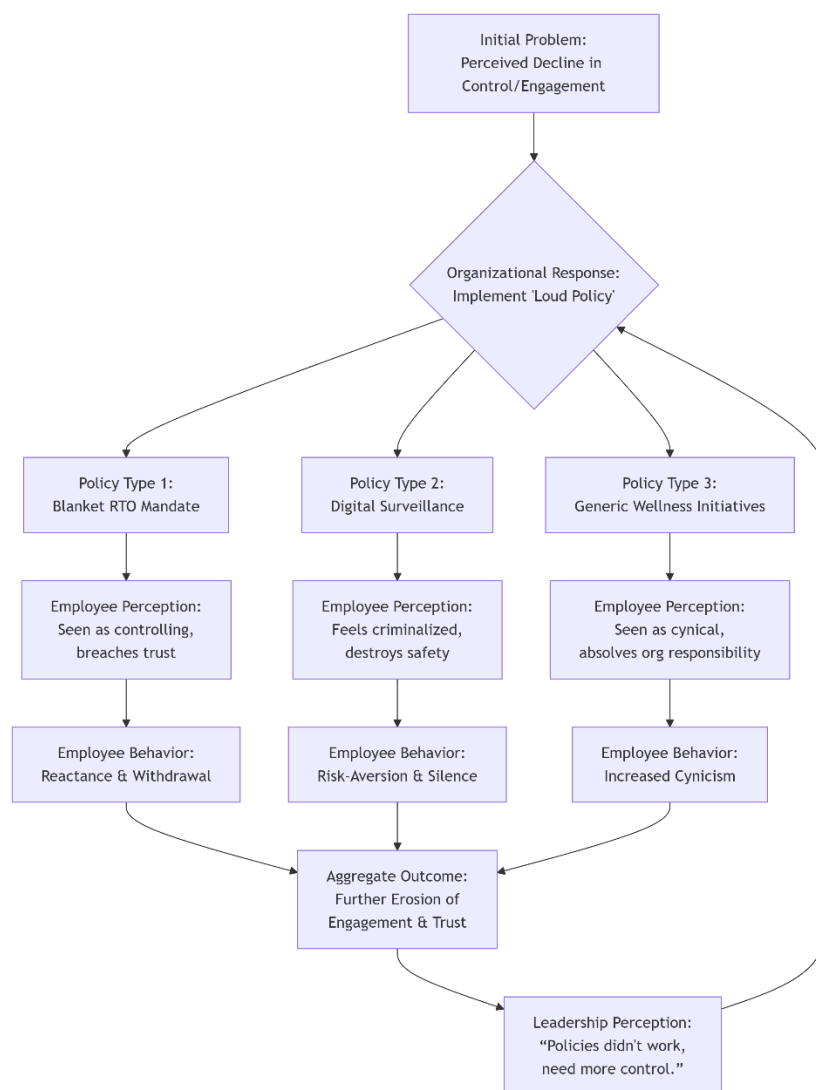 Initial Problem:
Perceived Decline in
Control/Engagement
Organizational Response:
Implement 'Loud Policy'
Policy Type 1:
Blanket RTO Mandate
Policy Type 2:
Digital Surveillance
Policy Type 3:
Generic Wellness Initiatives
Employee Perception:
Seen as controlling,
breaches trust
Employee Perception:
Feels criminalized,
destroys safety
Employee Perception:
Seen as cynical,
absolves org responsibility
Employee Behavior:
Reactance & Withdrawal
Employee Behavior:
Risk-Aversion & Silence
Employee Behavior:
Increased Cynicism
Aggregate Outcome:
Further Erosion of
Engagement & Trust
Leadership Perception:
“Policies didn't work,
need more control.”